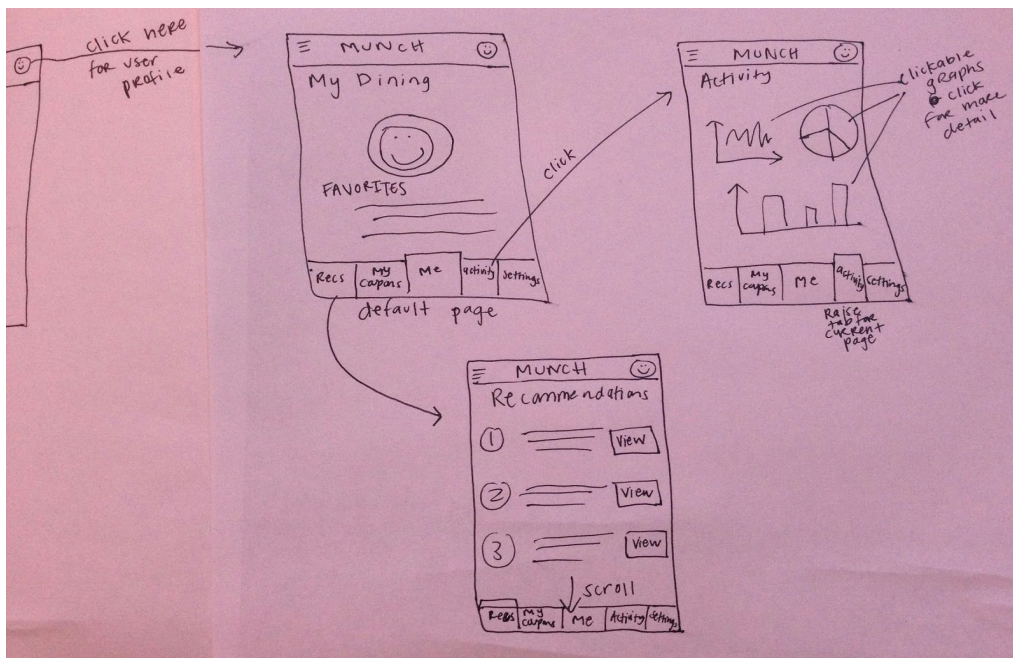 click here
for user
profile
MUNCH
My Dining
FAVORITES
Recs
My
coupons
Me
activity
settings
default page
click
MUNCH
Activity
clickable
graphs
click
for more
detail
Recs
My
coupons
Me
activity
settings
Raise
tab for
current
page
MUNCH
Recommendations
1
View
2
View
3
View
scroll
Recs
My
coupons
Me
Activity
settings